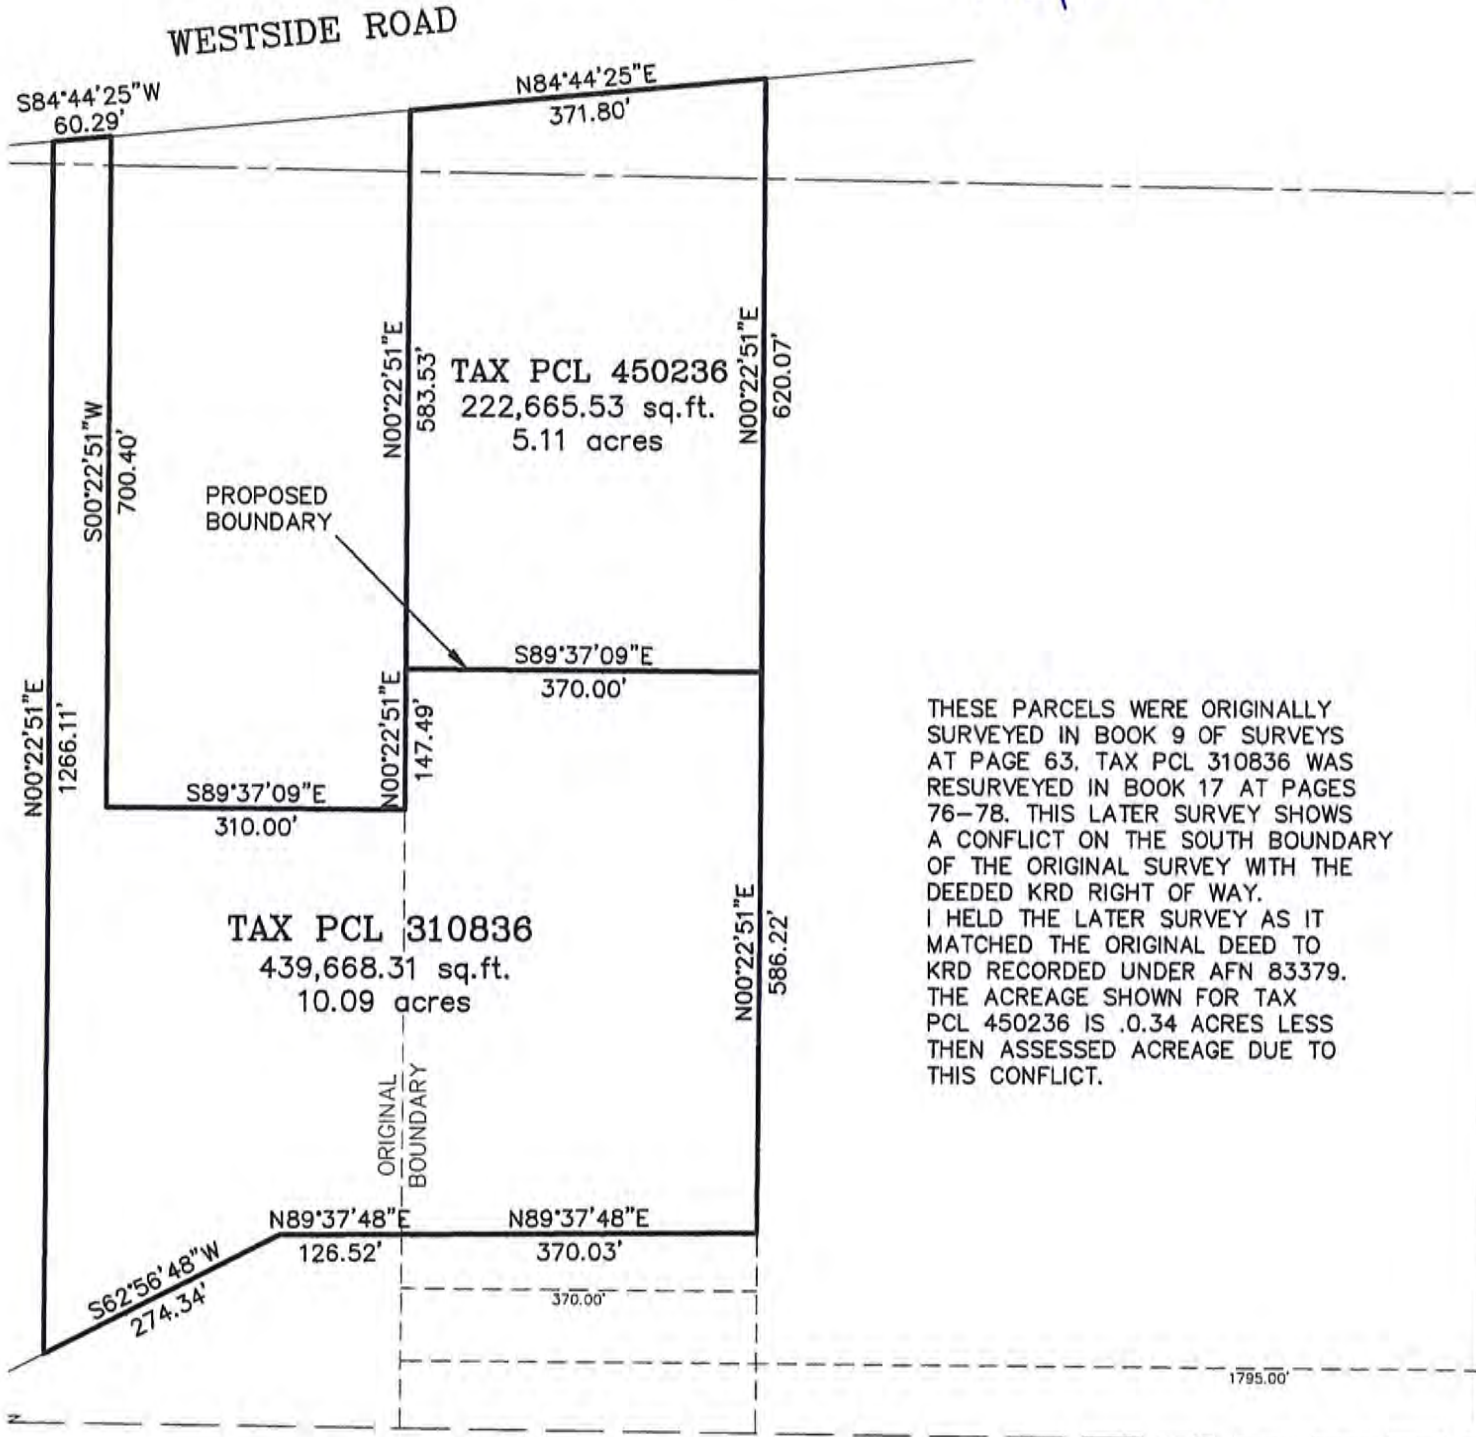 WESTSIDE ROAD
S84°44'25"W
60.29'
N84°44'25"E
371.80'
N00°22'51"E
583.53'
TAX PCL 450236
222,665.53 sq.ft.
5.11 acres
N00°22'51"E
620.07'
S00°22'51"W
700.40'
PROPOSED
BOUNDARY
S89°37'09"E
370.00'
N00°22'51"E
1266.11'
N00°22'51"E
147.49'
S89°37'09"E
310.00'
THESE PARCELS WERE ORIGINALLY
SURVEYED IN BOOK 9 OF SURVEYS
AT PAGE 63. TAX PCL 310836 WAS
RESURVEYED IN BOOK 17 AT PAGES
76-78. THIS LATER SURVEY SHOWS
A CONFLICT ON THE SOUTH BOUNDARY
OF THE ORIGINAL SURVEY WITH THE
DEEDED KRD RIGHT OF WAY.
I HELD THE LATER SURVEY AS IT
MATCHED THE ORIGINAL DEED TO
KRD RECORDED UNDER AFN 83379.
THE ACREAGE SHOWN FOR TAX
PCL 450236 IS .0.34 ACRES LESS
THEN ASSESSED ACREAGE DUE TO
THIS CONFLICT.
TAX PCL 310836
439,668.31 sq.ft.
10.09 acres
N00°22'51"E
586.22'
ORIGINAL
BOUNDARY
N89°37'48"E
126.52'
N89°37'48"E
370.03'
S62°56'48"W
274.34'
370.00'
1795.00'